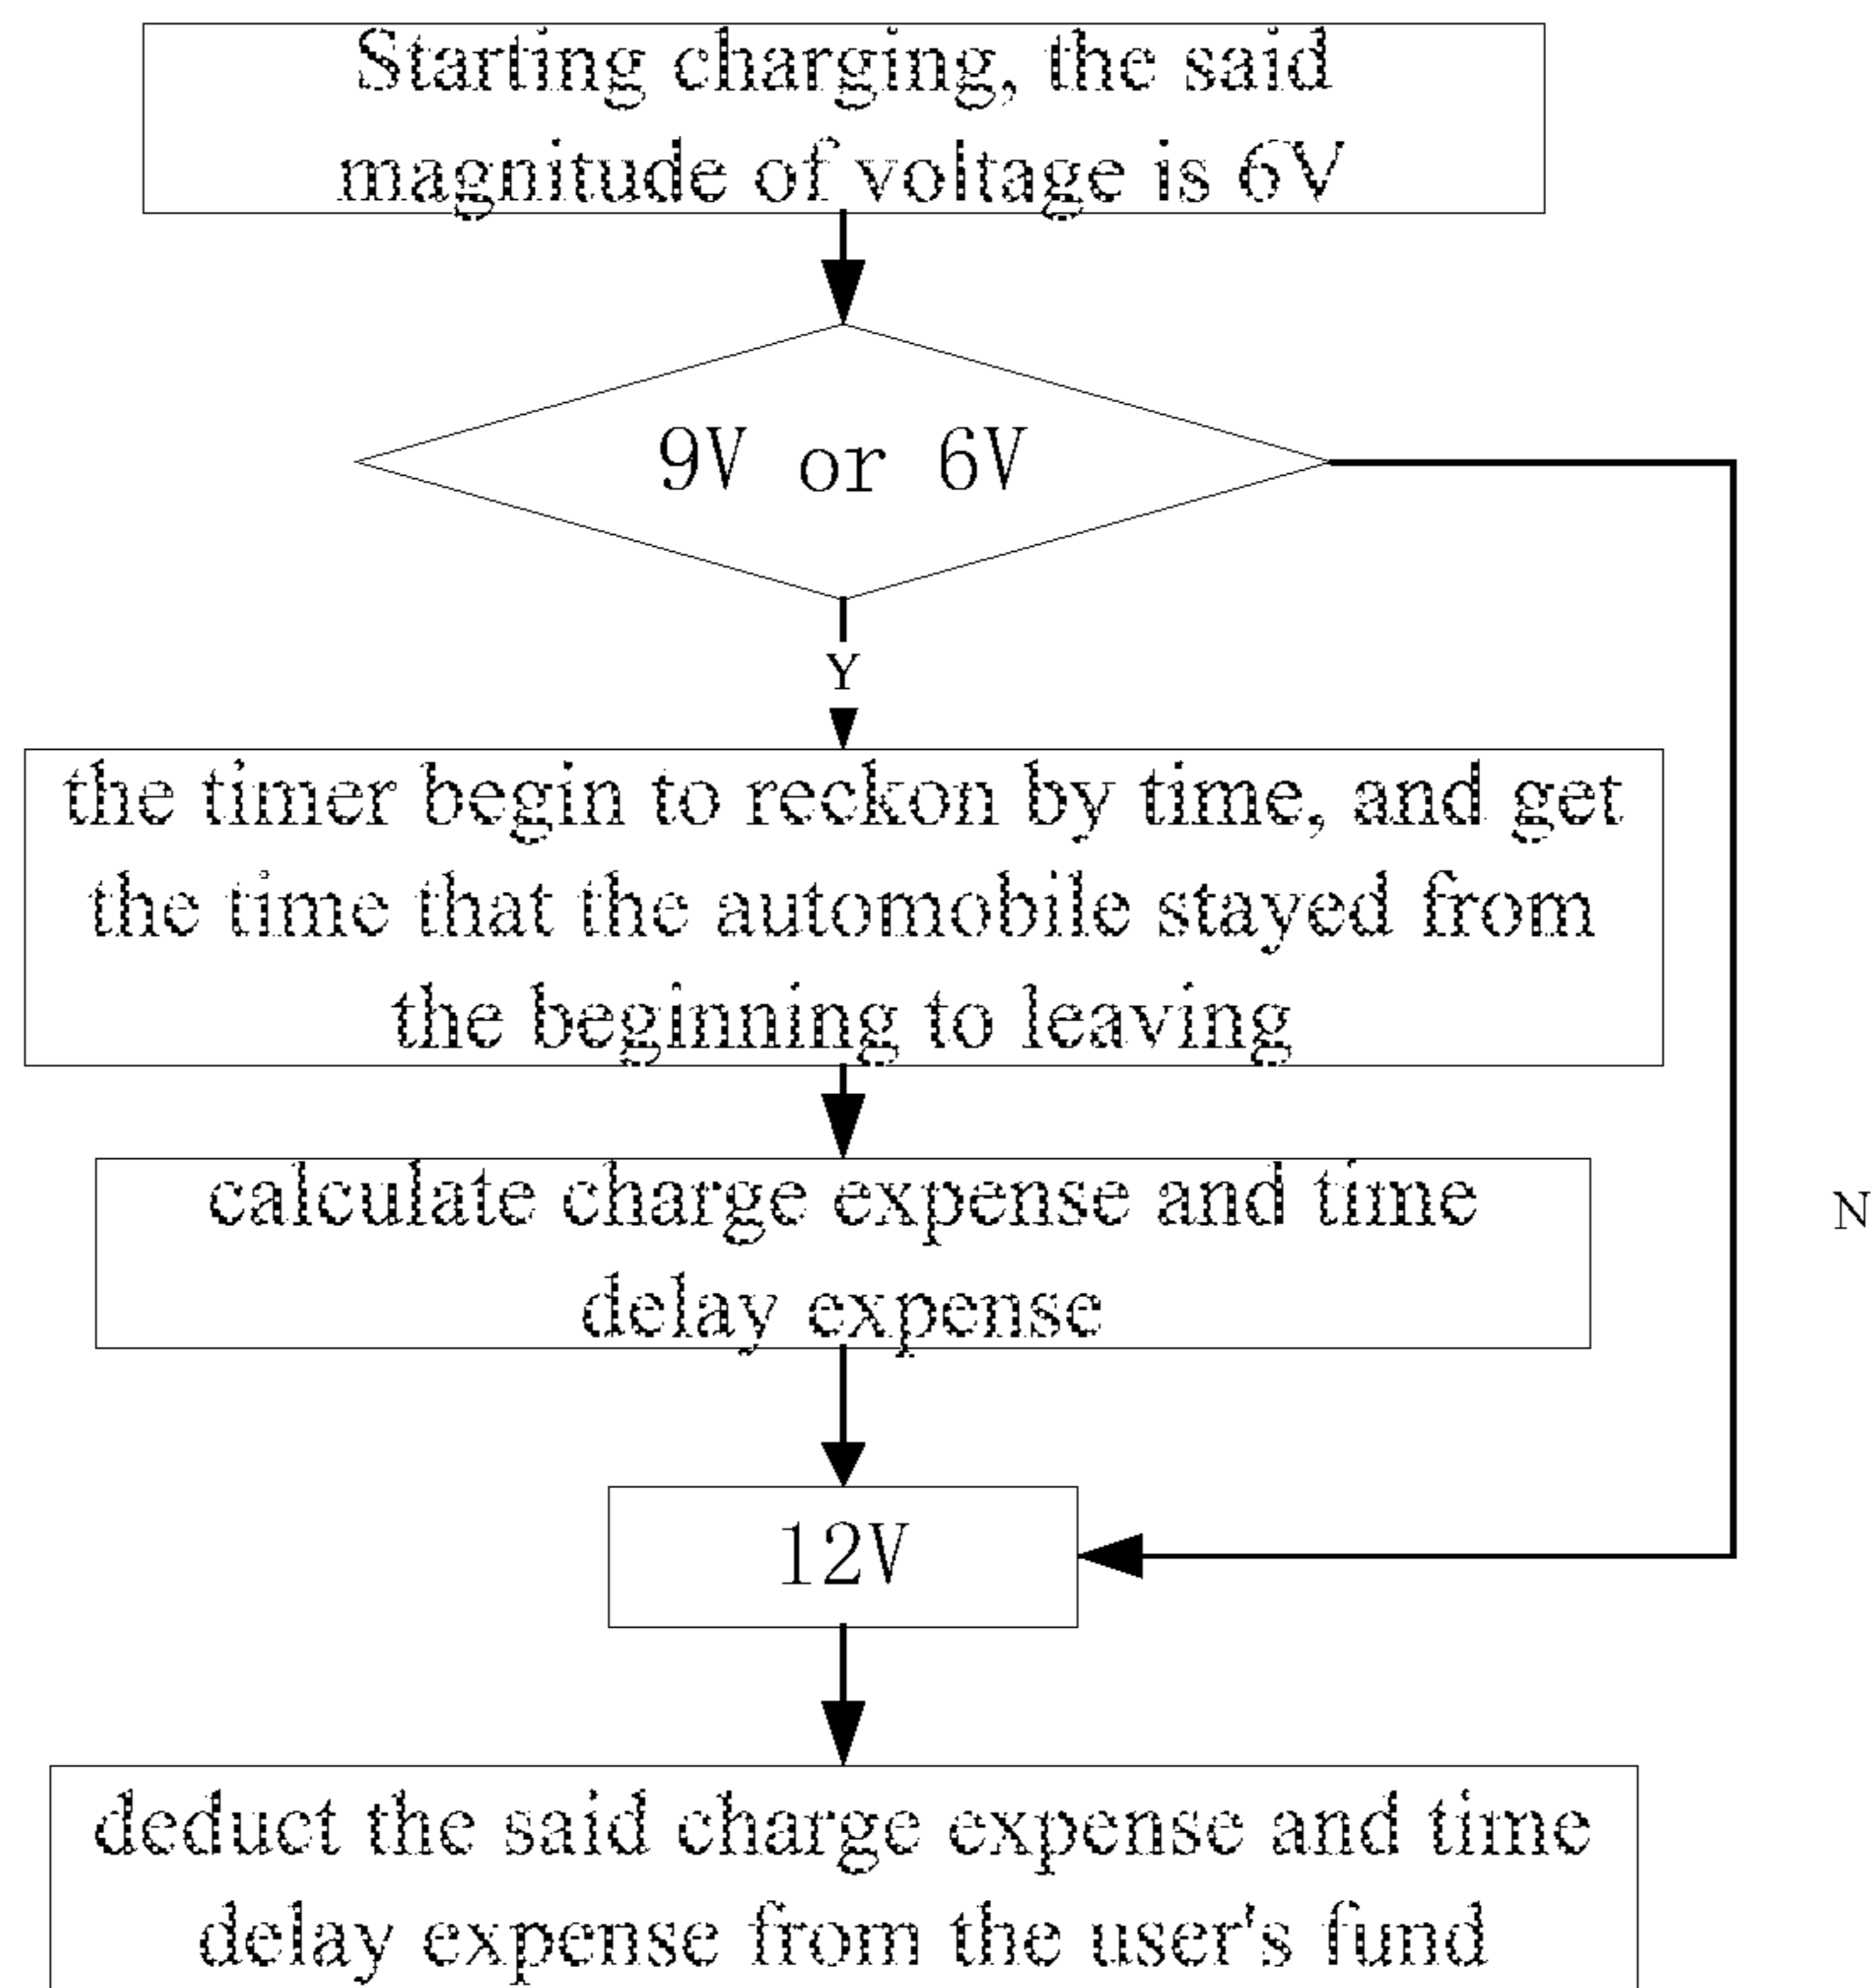 Starting charging, the said
magnitude of voltage is 6V
9V or 6V
Y
the timer begin to reckon by time, and get
the time that the automobile stayed from
the beginning to leaving
calculate charge expense and time
delay expense
N
12V
deduct the said charge expense and time
delay expense from the user's fund